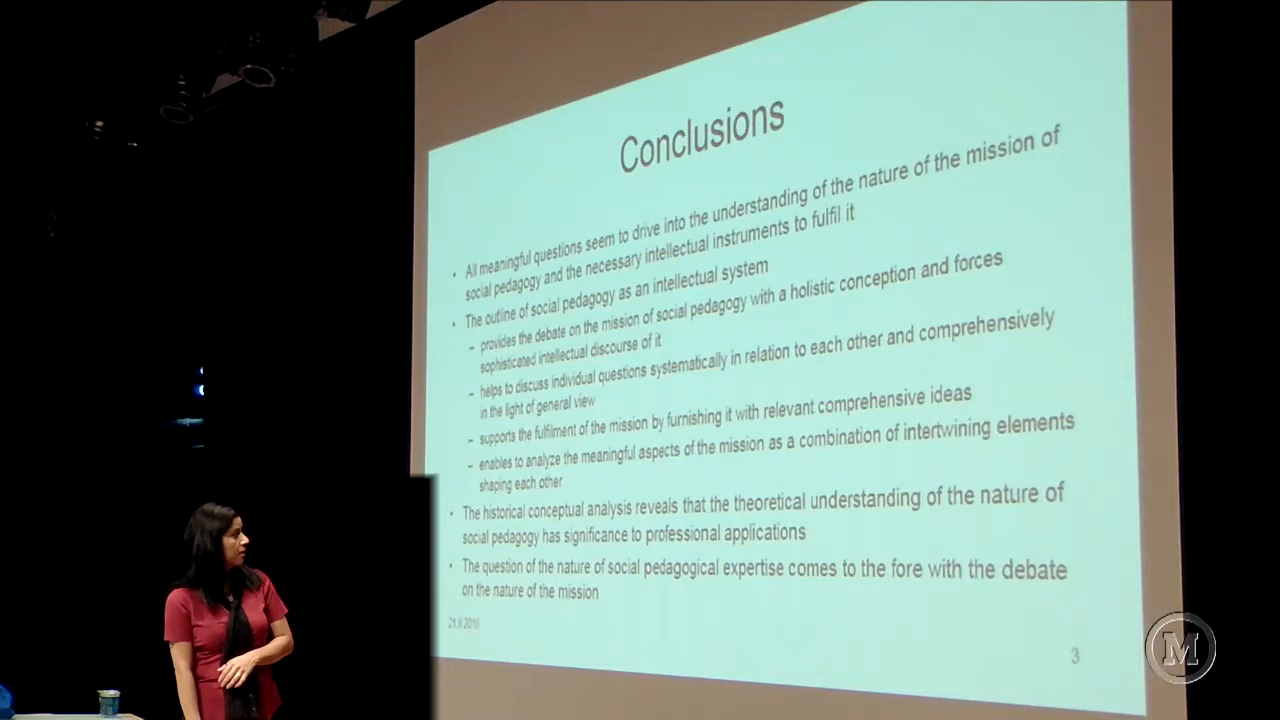 Conclusions
• All meaningful questions seem to drive into the understanding of the nature of the mission of
social pedagogy and the necessary intellectual instruments to fulfil it
• The outline of social pedagogy as an intellectual system
– provides the debate on the mission of social pedagogy with a holistic conception and forces
sophisticated intellectual discourse of it
– helps to discuss individual questions systematically in relation to each other and comprehensively
in the light of general view
– supports the fulfilment of the mission by furnishing it with relevant comprehensive ideas
– enables to analyze the meaningful aspects of the mission as a combination of intertwining elements
shaping each other
• The historical conceptual analysis reveals that the theoretical understanding of the nature of
social pedagogy has significance to professional applications
• The question of the nature of social pedagogical expertise comes to the fore with the debate
on the nature of the mission
3
M